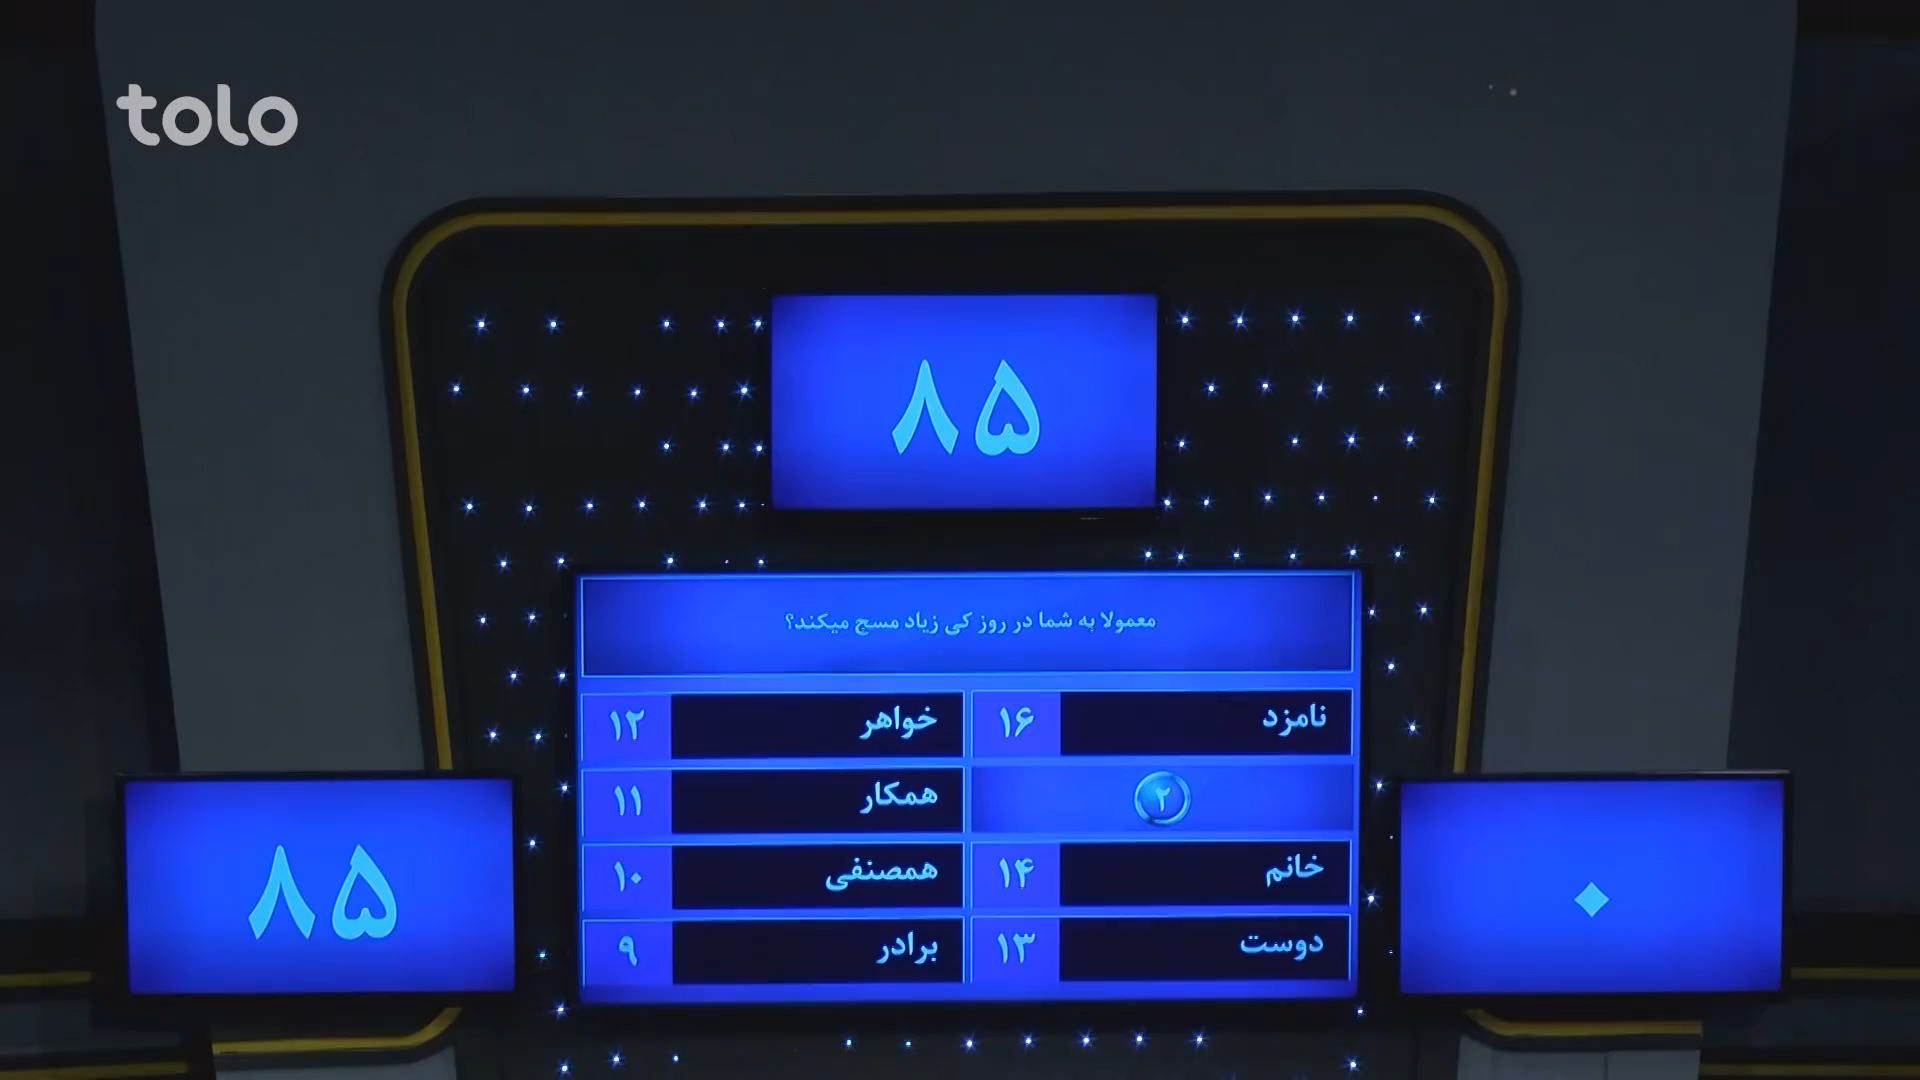 tolo
۸۵
معمولا به شما در روز کی زیاد مسج میکند؟
نامزد ۱۶
۲
خانم ۱۴
دوست ۱۳
خواهر ۱۲
همکار ۱۱
همصنفی ۱۰
برادر ۹
۸۵
۰